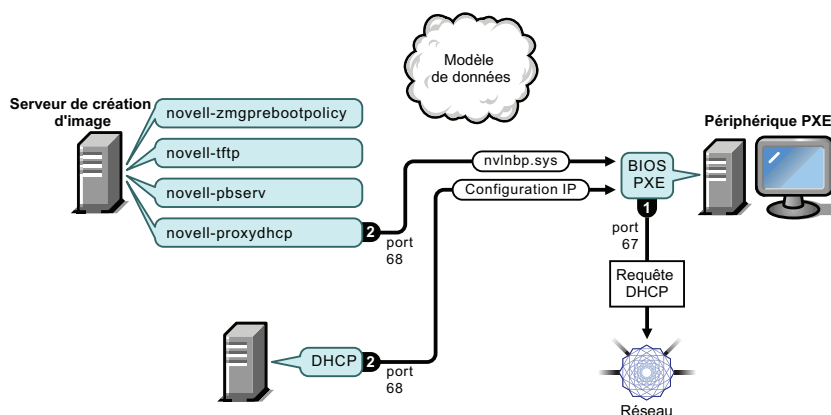 Modèle
de données
Serveur de création
d'image
novell-zmgprebootpolicy
novell-tftp
novell-pbserv
novell-proxydhcp
2
port
68
nvlnbp.sys
Configuration IP
BIOS
PXE
1
port
67
Périphérique PXE
Requête
DHCP
DHCP
2
port
68
Réseau